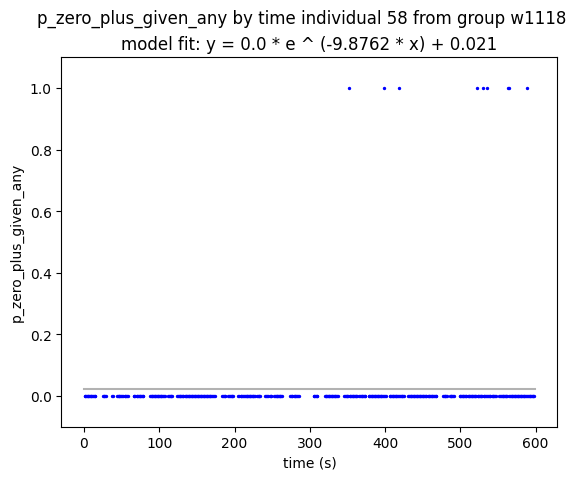 p_zero_plus_given_any by time individual 58 from group w1118
model fit: y = 0.0 * e ^ (-9.8762 * x) + 0.021
1.0
0.8
0.6
0.4
0.2
0.0
p_zero_plus_given_any
0 100 200 300 400 500 600
time (s)